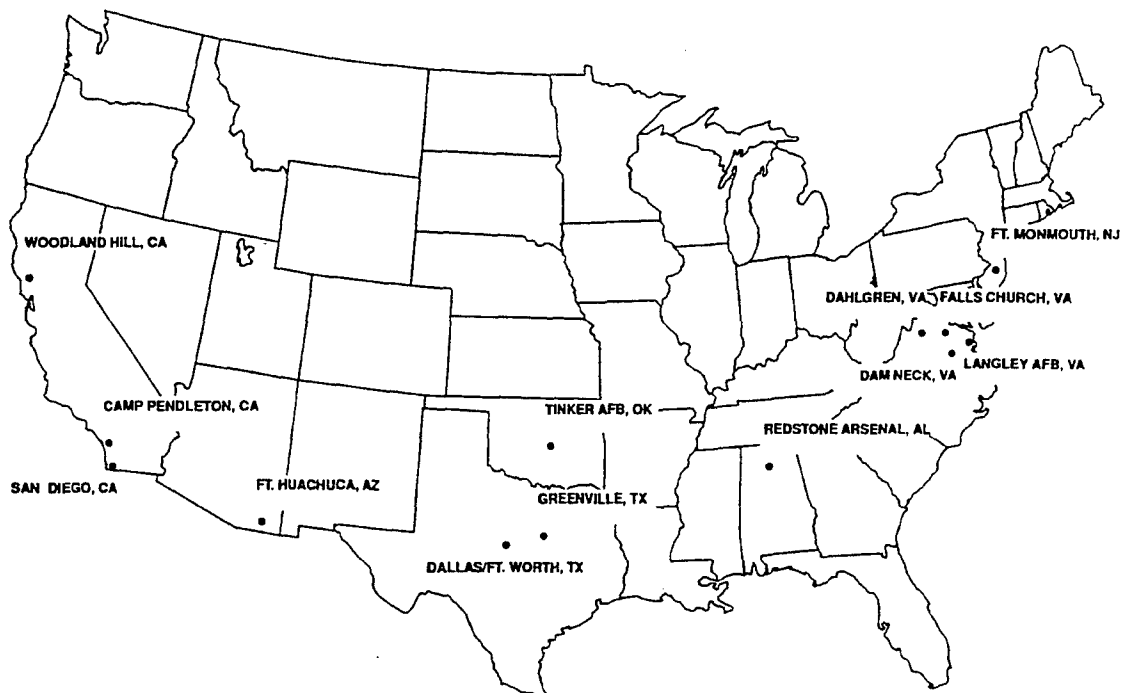 FT. MONMOUTH, NJ
WOODLAND HILL, CA
DAHLGREN, VA FALLS CHURCH, VA
LANGLEY AFB, VA
DAM NECK, VA
CAMP PENDLETON, CA
TINKER AFB, OK
REDSTONE ARSENAL, AL
SAN DIEGO, CA
FT. HUACHUCA, AZ
GREENVILLE, TX
DALLAS/FT. WORTH, TX